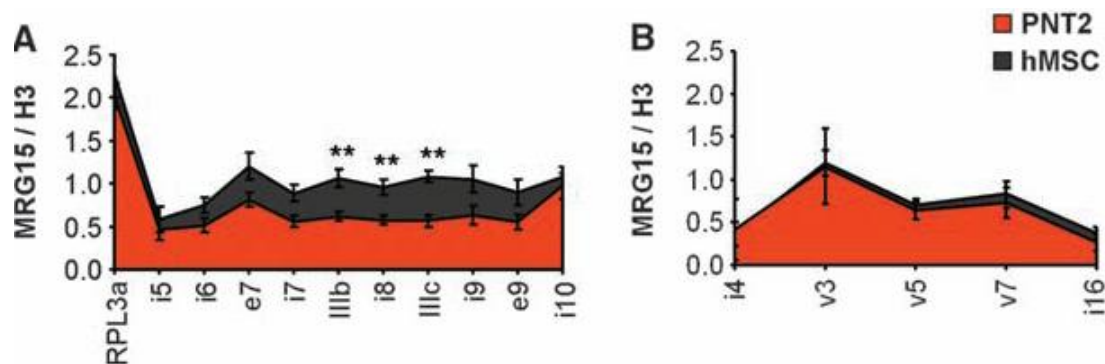 A
MRG15 / H3
2.5
2.0
1.5
1.0
0.5
0.0
** ** **
RPL3a i5 i6 e7 i7 IIIb i8 IIIc i9 e9 i10
B
PNT2
hMSC
MRG15 / H3
2.5
2.0
1.5
1.0
0.5
0.0
i4 v3 v5 v7 i16